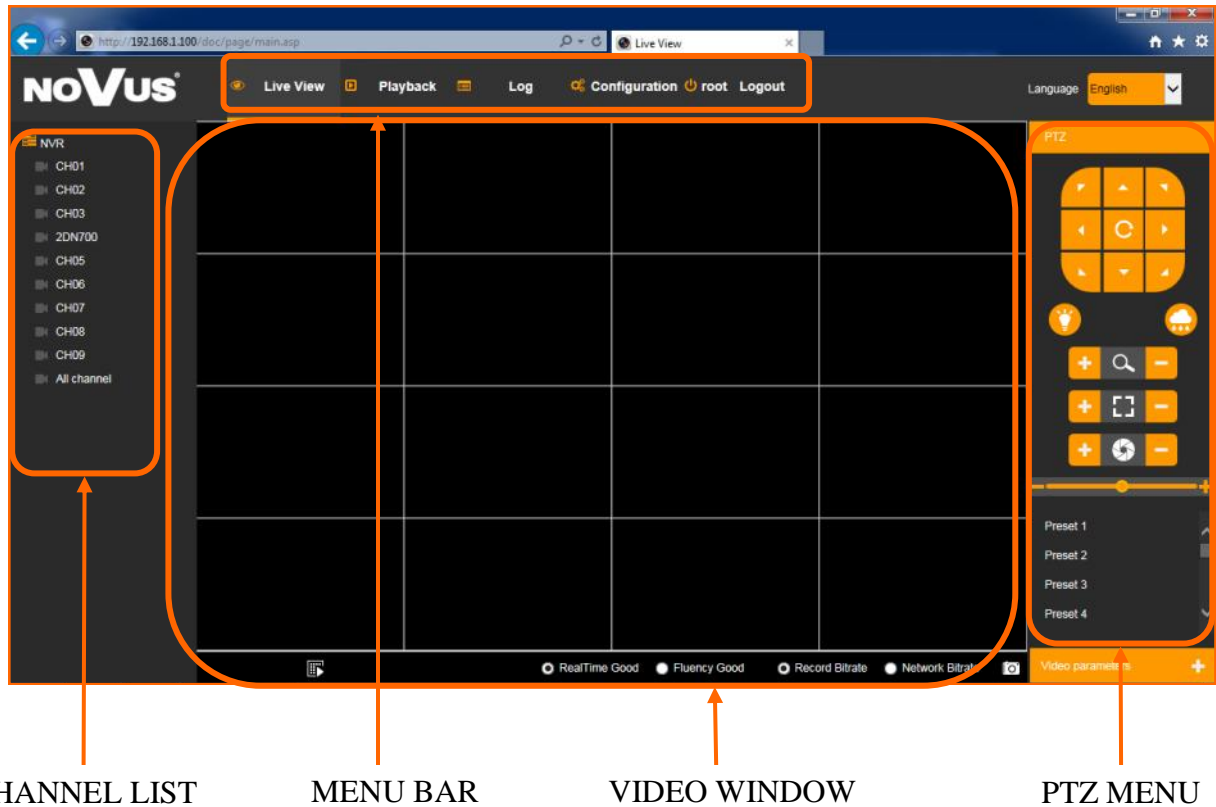 http://192.168.1.100/doc/page/main.asp
Live View
NOVUS
Live View Playback Log Configuration root Logout
Language English
NVR
CH01
CH02
CH03
2DN700
CH05
CH06
CH07
CH08
CH09
All channel
PTZ
Preset 1
Preset 2
Preset 3
Preset 4
RealTime Good Fluency Good Record Bitrate Network Bitrate
Video parameters
HANNEL LIST MENU BAR VIDEO WINDOW PTZ MENU